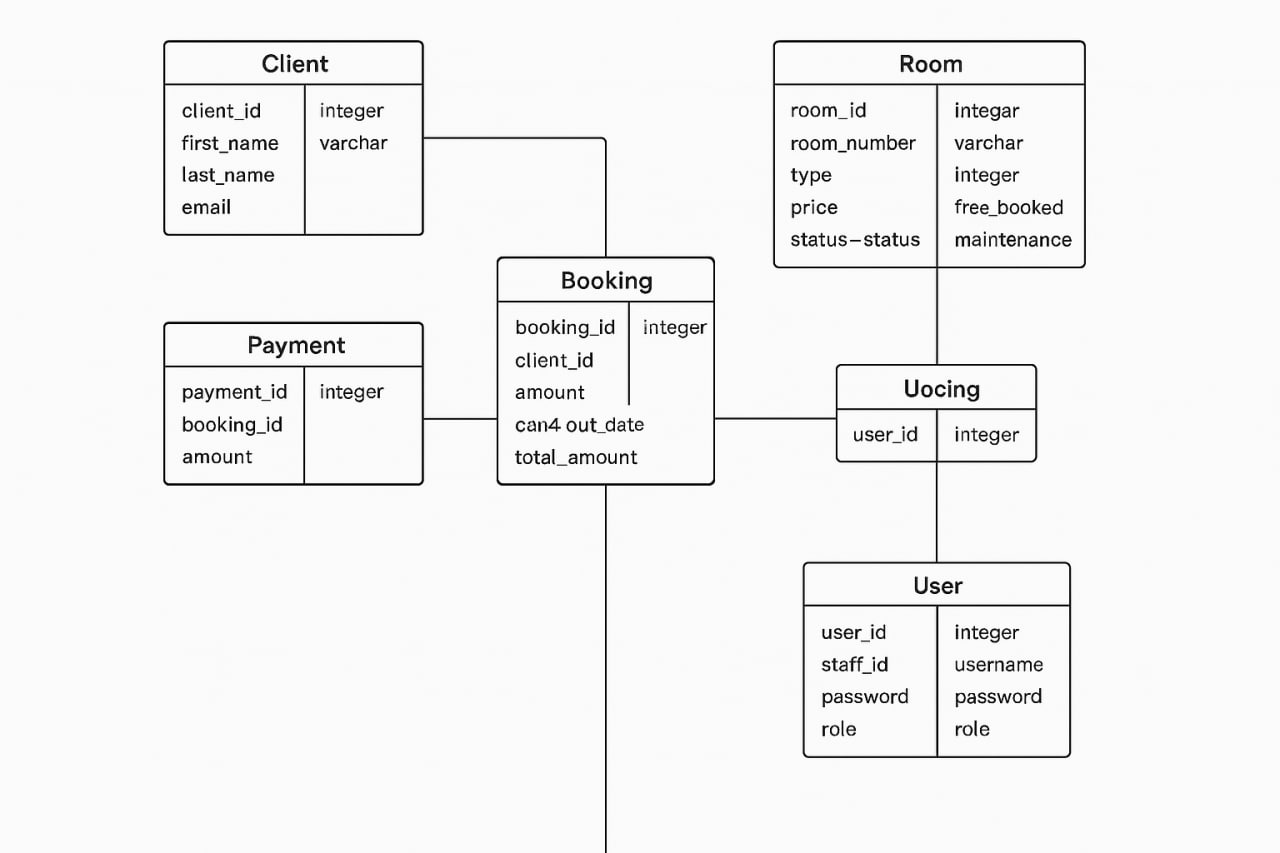 Client
client_id integer
first_name varchar
last_name
email
Room
room_id integar
room_number varchar
type integer
price free_booked
status–status maintenance
Booking
booking_id integer
client_id
amount
can4 out_date
total_amount
Payment
payment_id integer
booking_id
amount
Uocing
user_id integer
User
user_id integer
staff_id username
password password
role role